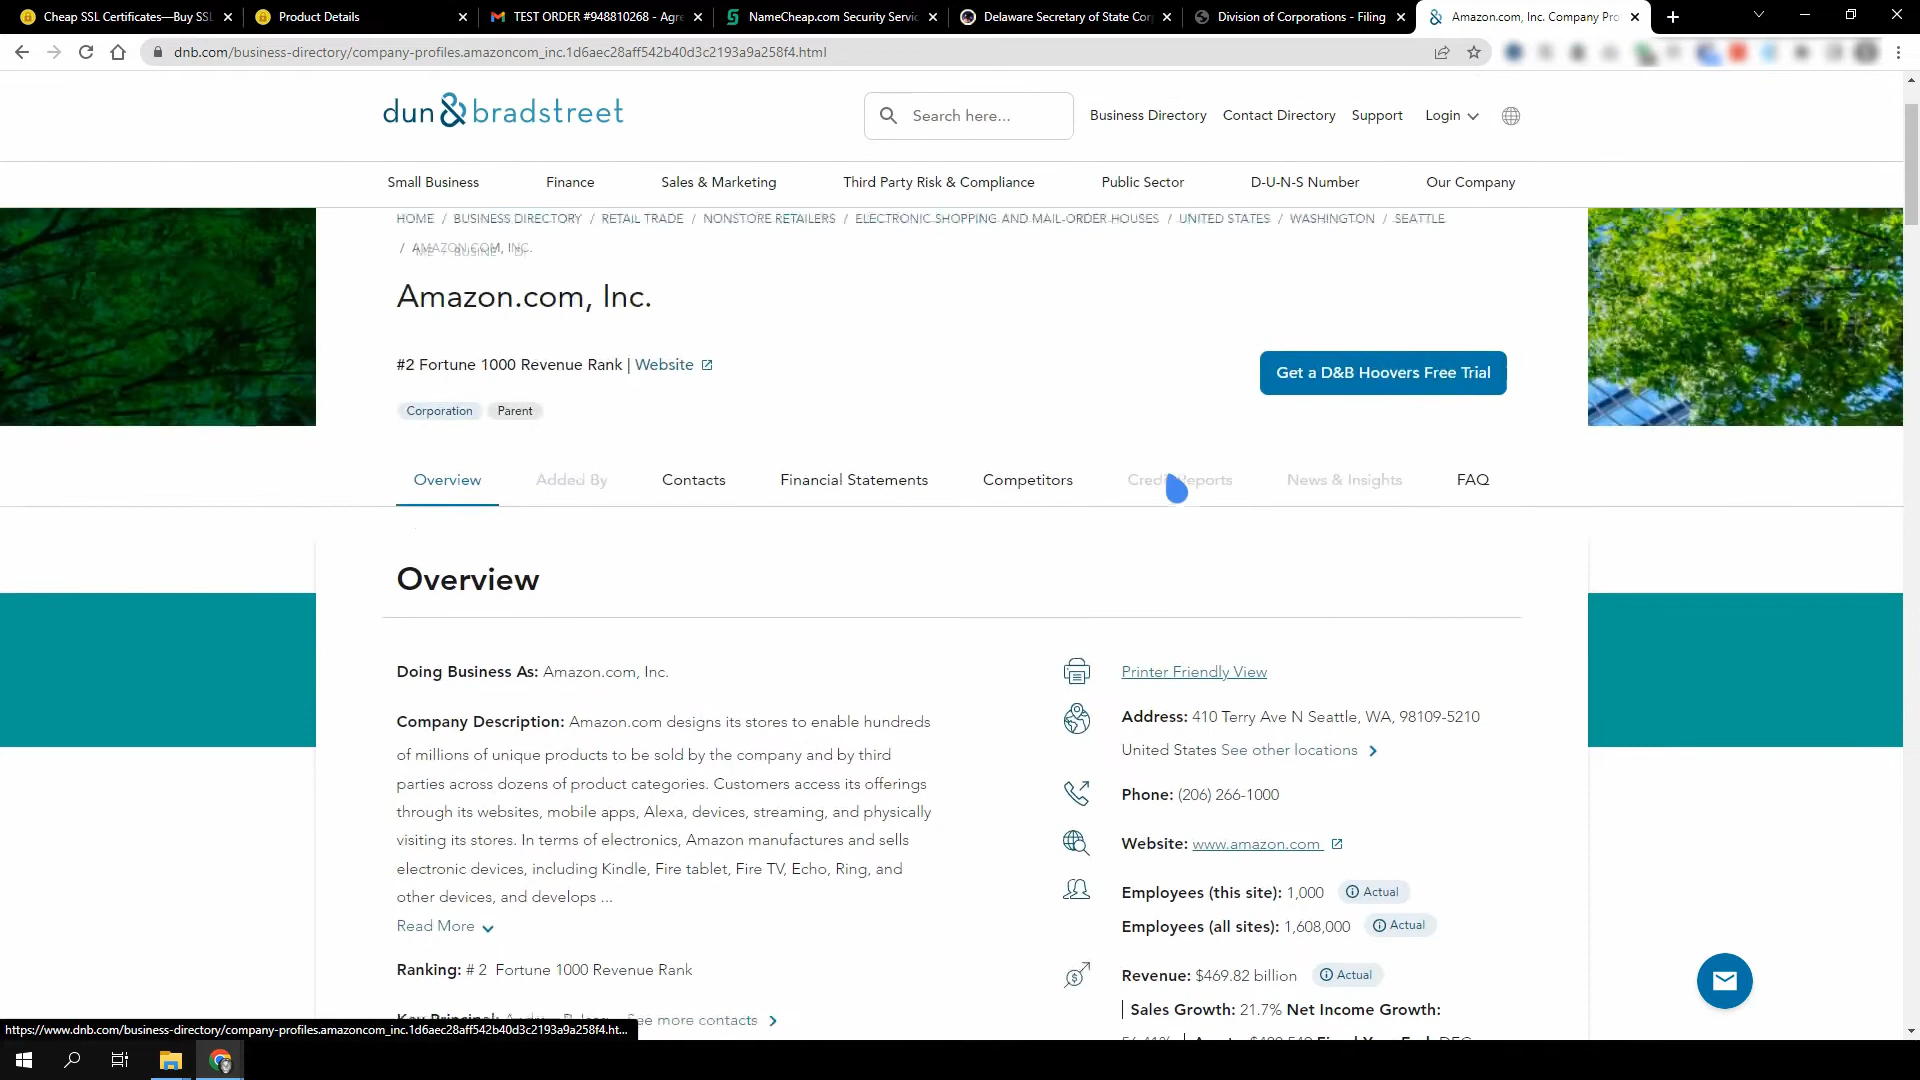 Cheap SSL Certificates—Buy SSL
Product Details
TEST ORDER #948810268 - Agre
NameCheap.com Security Servic
Delaware Secretary of State Corp
Division of Corporations - Filing
Amazon.com, Inc. Company Pro
dnb.com/business-directory/company-profiles.amazoncom_inc.1d6aec28aff542b40d3c2193a9a258f4.html
dun & bradstreet
Search here...
Business Directory
Contact Directory
Support
Login
Small Business
Finance
Sales & Marketing
Third Party Risk & Compliance
Public Sector
D-U-N-S Number
Our Company
HOME / BUSINESS DIRECTORY / RETAIL TRADE / NONSTORE RETAILERS / ELECTRONIC SHOPPING AND MAIL-ORDER HOUSES / UNITED STATES / WASHINGTON / SEATTLE
/ AMAZON.COM, INC.
Amazon.com, Inc.
#2 Fortune 1000 Revenue Rank | Website
Get a D&B Hoovers Free Trial
Corporation
Parent
Overview
Added By
Contacts
Financial Statements
Competitors
Credit Reports
News & Insights
FAQ
Overview
Doing Business As: Amazon.com, Inc.
Company Description: Amazon.com designs its stores to enable hundreds
of millions of unique products to be sold by the company and by third
parties across dozens of product categories. Customers access its offerings
through its websites, mobile apps, Alexa, devices, streaming, and physically
visiting its stores. In terms of electronics, Amazon manufactures and sells
electronic devices, including Kindle, Fire tablet, Fire TV, Echo, Ring, and
other devices, and develops ...
Read More
Ranking: # 2 Fortune 1000 Revenue Rank
See more contacts
Printer Friendly View
Address: 410 Terry Ave N Seattle, WA, 98109-5210
United States See other locations
Phone: (206) 266-1000
Website: www.amazon.com
Employees (this site): 1,000 Actual
Employees (all sites): 1,608,000 Actual
Revenue: $469.82 billion Actual
Sales Growth: 21.7% Net Income Growth:
https://www.dnb.com/business-directory/company-profiles.amazoncom_inc.1d6aec28aff542b40d3c2193a9a258f4.ht...